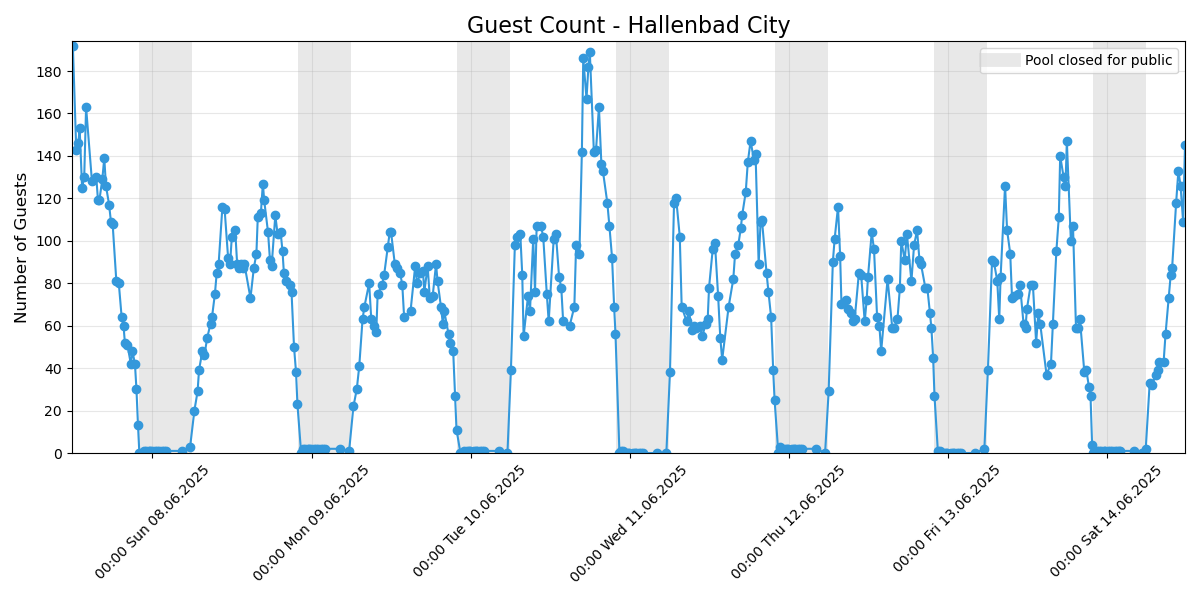 Guest Count - Hallenbad City
Pool closed for public
Number of Guests
180
160
140
120
100
80
60
40
20
0
00:00 Sun 08.06.2025
00:00 Mon 09.06.2025
00:00 Tue 10.06.2025
00:00 Wed 11.06.2025
00:00 Thu 12.06.2025
00:00 Fri 13.06.2025
00:00 Sat 14.06.2025